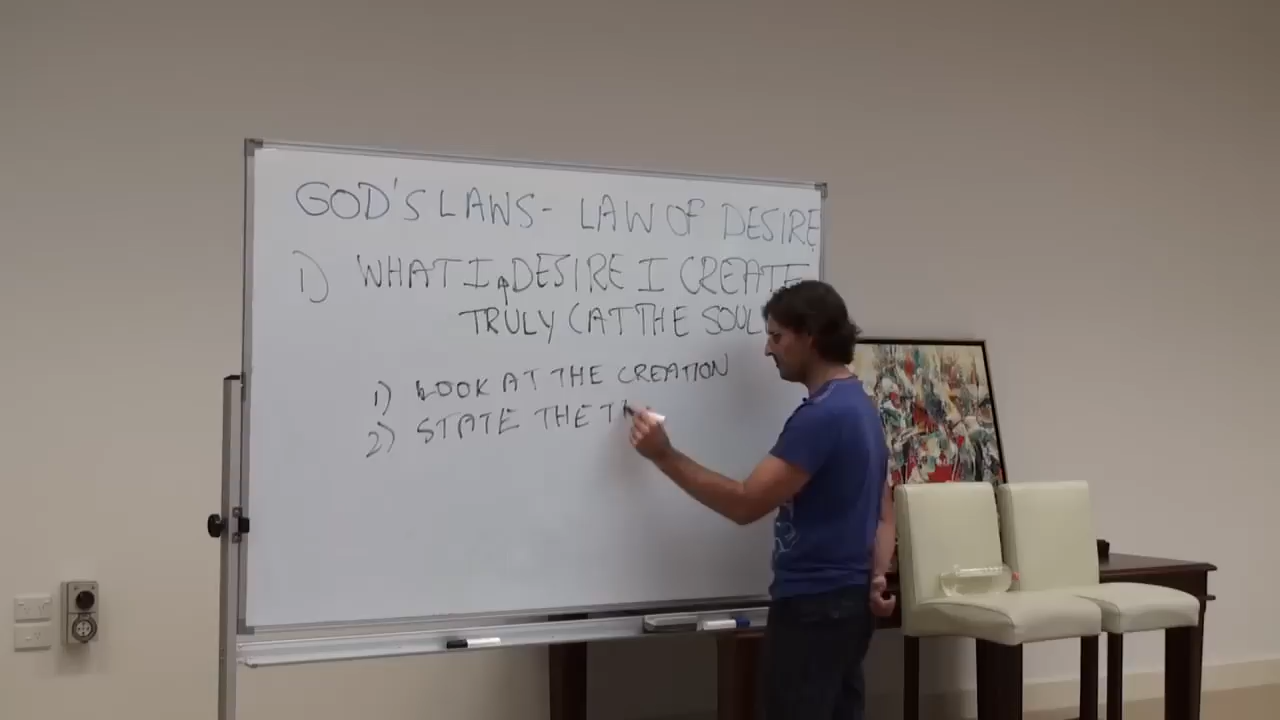 GOD'S LAWS - LAW OF DESIRE
1) WHAT I DESIRE I CREATE
TRULY (AT THE SOUL
1) LOOK AT THE CREATION
2) STATE THE